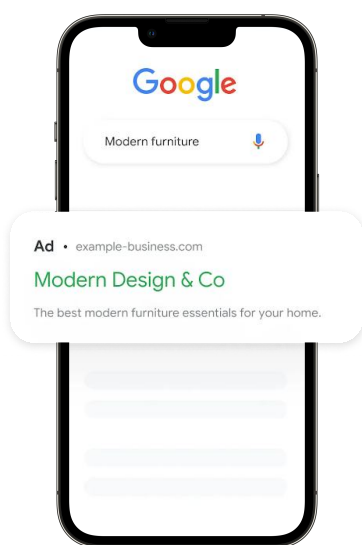 Google
Modern furniture
Ad • example-business.com
Modern Design & Co
The best modern furniture essentials for your home.